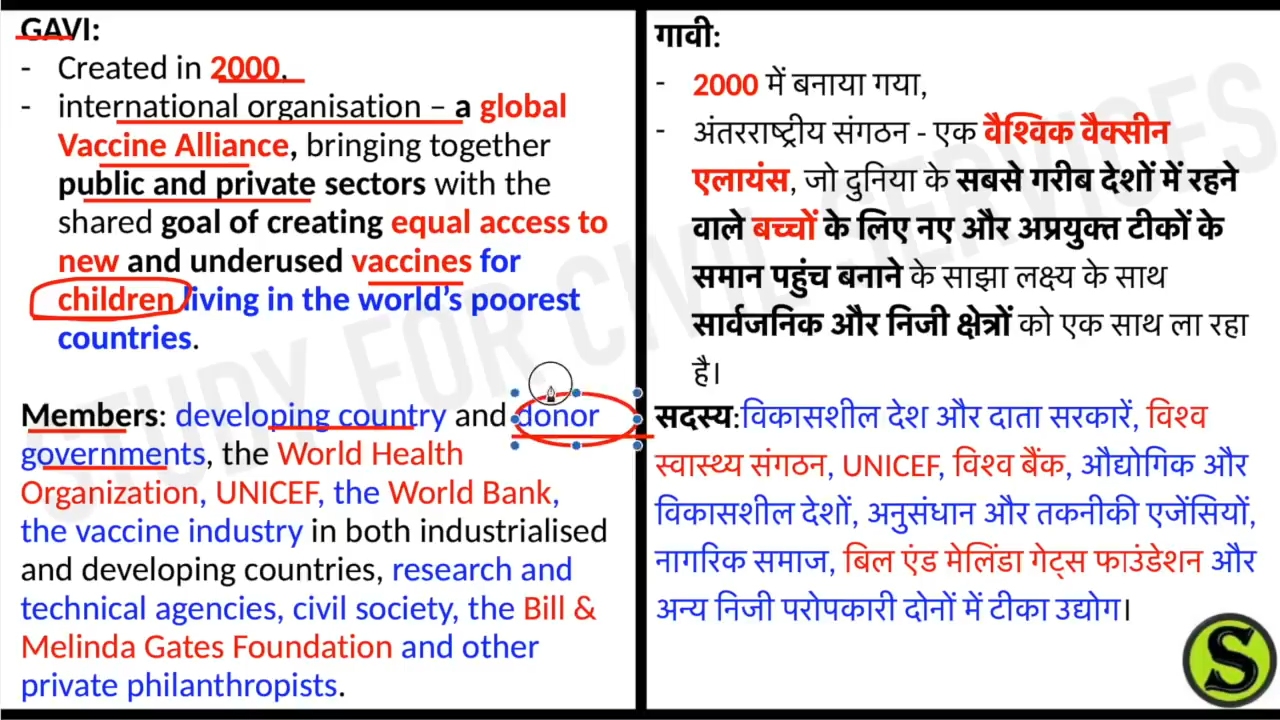 GAVI:
- Created in 2000,
- international organisation – a global
Vaccine Alliance, bringing together
public and private sectors with the
shared goal of creating equal access to
new and underused vaccines for
children living in the world's poorest
countries.
Members: developing country and donor
governments, the World Health
Organization, UNICEF, the World Bank,
the vaccine industry in both industrialised
and developing countries, research and
technical agencies, civil society, the Bill &
Melinda Gates Foundation and other
private philanthropists.
गावी:
- 2000 में बनाया गया,
- अंतरराष्ट्रीय संगठन - एक वैश्विक वैक्सीन
एलायंस, जो दुनिया के सबसे गरीब देशों में रहने
वाले बच्चों के लिए नए और अप्रयुक्त टीकों के
समान पहुंच बनाने के साझा लक्ष्य के साथ
सार्वजनिक और निजी क्षेत्रों को एक साथ ला रहा
है।
सदस्य:विकासशील देश और दाता सरकारें, विश्व
स्वास्थ्य संगठन, UNICEF, विश्व बैंक, औद्योगिक और
विकासशील देशों, अनुसंधान और तकनीकी एजेंसियों,
नागरिक समाज, बिल एंड मेलिंडा गेट्स फाउंडेशन और
अन्य निजी परोपकारी दोनों में टीका उद्योग।
STUDY FOR CIVIL SERVICES
S